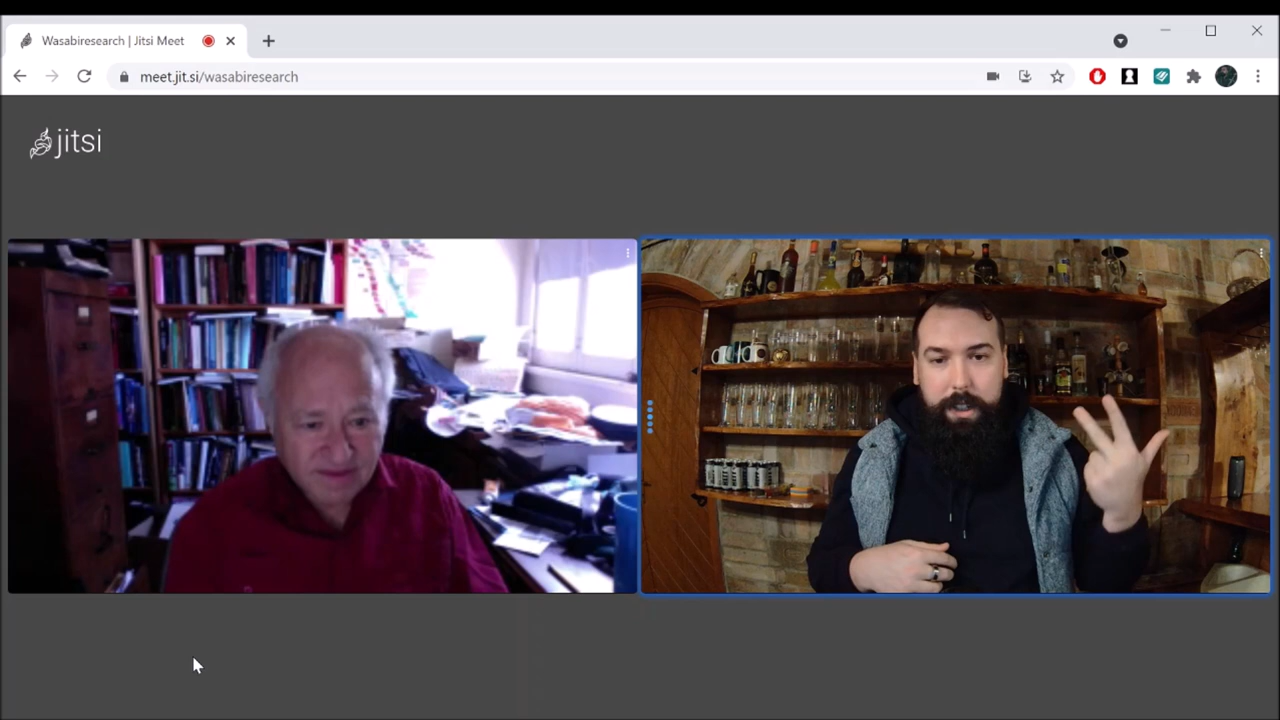 Wasabiresearch | Jitsi Meet
meet.jit.si/wasabiresearch
jitsi